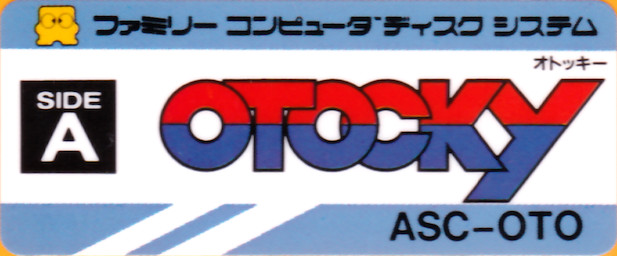 ファミリー コンピュータ ディスク システム
オトッキー
SIDE
A
OTOCKY
ASC-OTO